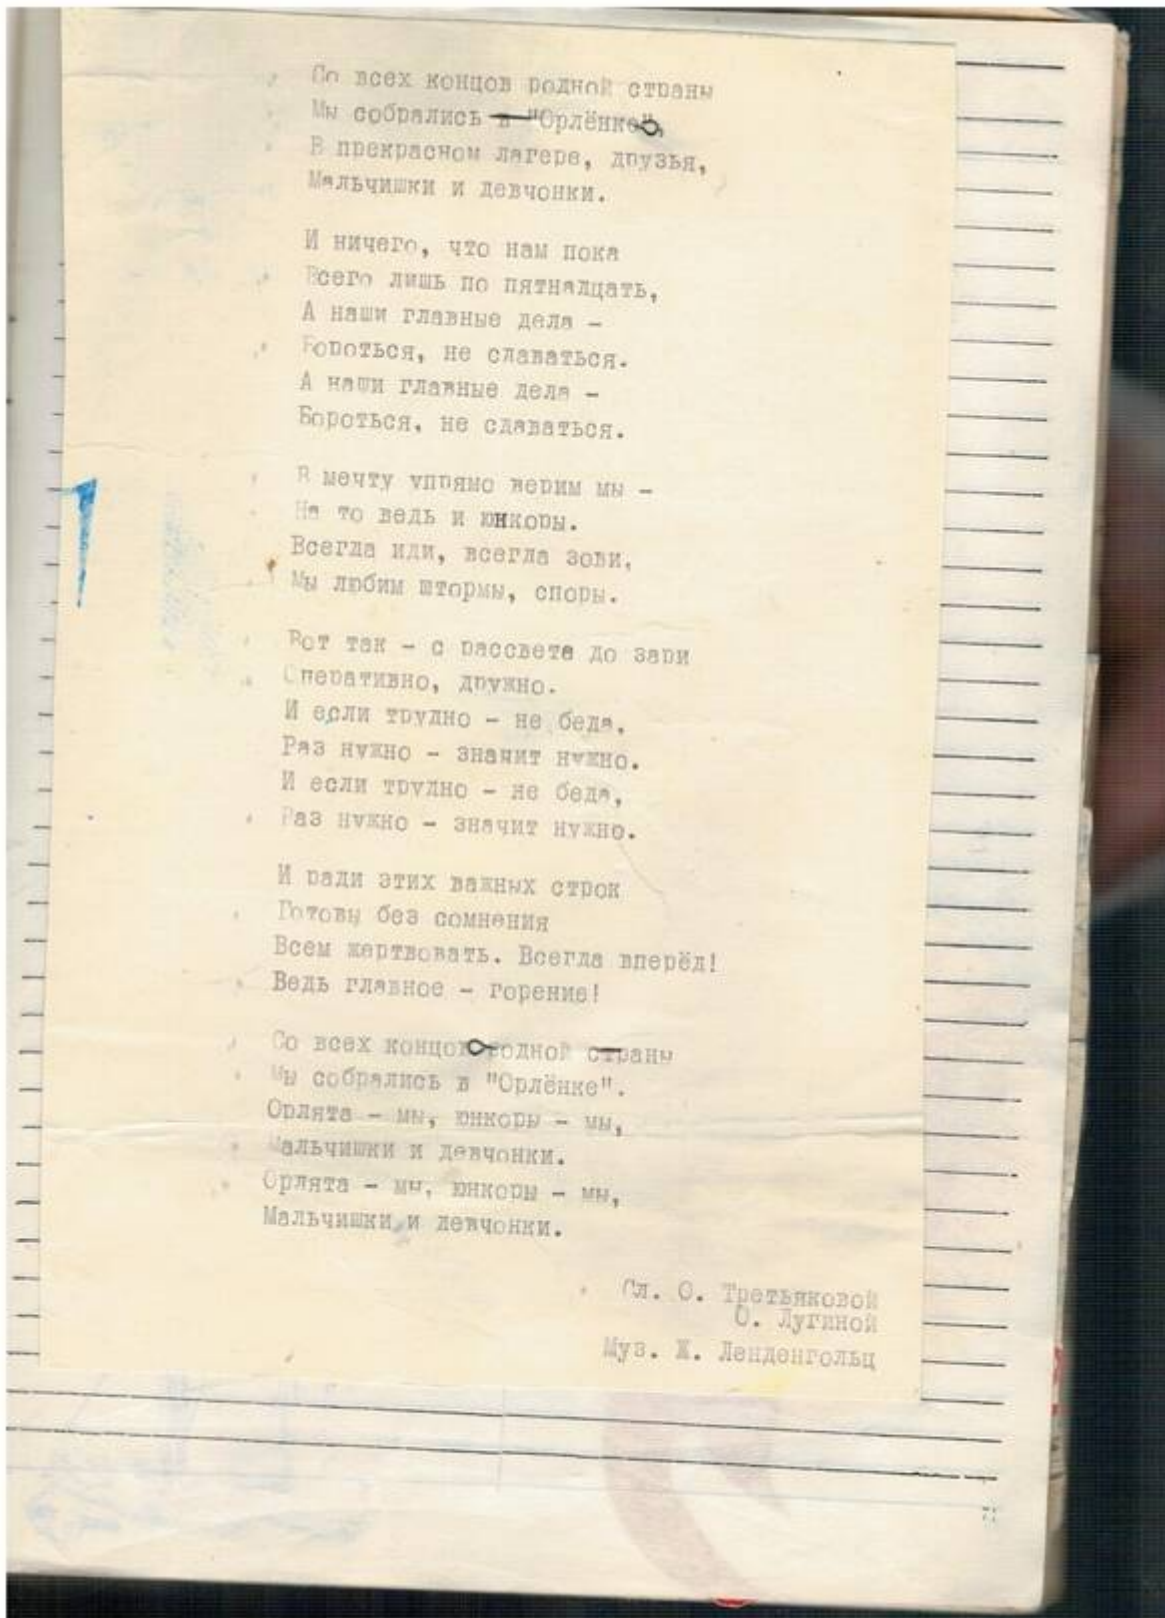 Со всех концов родной страны
Мы собрались в "Орлёнке",
В прекрасном лагере, друзья,
Мальчишки и девчонки.
И ничего, что нам пока
Всего лишь по пятнадцать,
А наши главные дела -
Бороться, не сдаваться.
А наши главные дела -
Бороться, не сдаваться.
В мечту упрямо верим мы -
На то ведь и юнкоры.
Всегда иди, всегда зови,
Мы любим штормы, споры.
Вот так - с рассвета до зари
Оперативно, дружно.
И если трудно - не беда,
Раз нужно - значит нужно.
И если трудно - не беда,
Раз нужно - значит нужно.
И ради этих важных строк
Готовы без сомнения
Всем жертвовать. Всегда вперёд!
Ведь главное - горение!
Со всех концов родной страны
Мы собрались в "Орлёнке".
Орлята - мы, юнкоры - мы,
Мальчишки и девчонки.
Орлята - мы, юнкоры - мы,
Мальчишки и девчонки.
Сл. О. Третьяковой
О. Лугиной
Муз. Ж. Ленденгольц